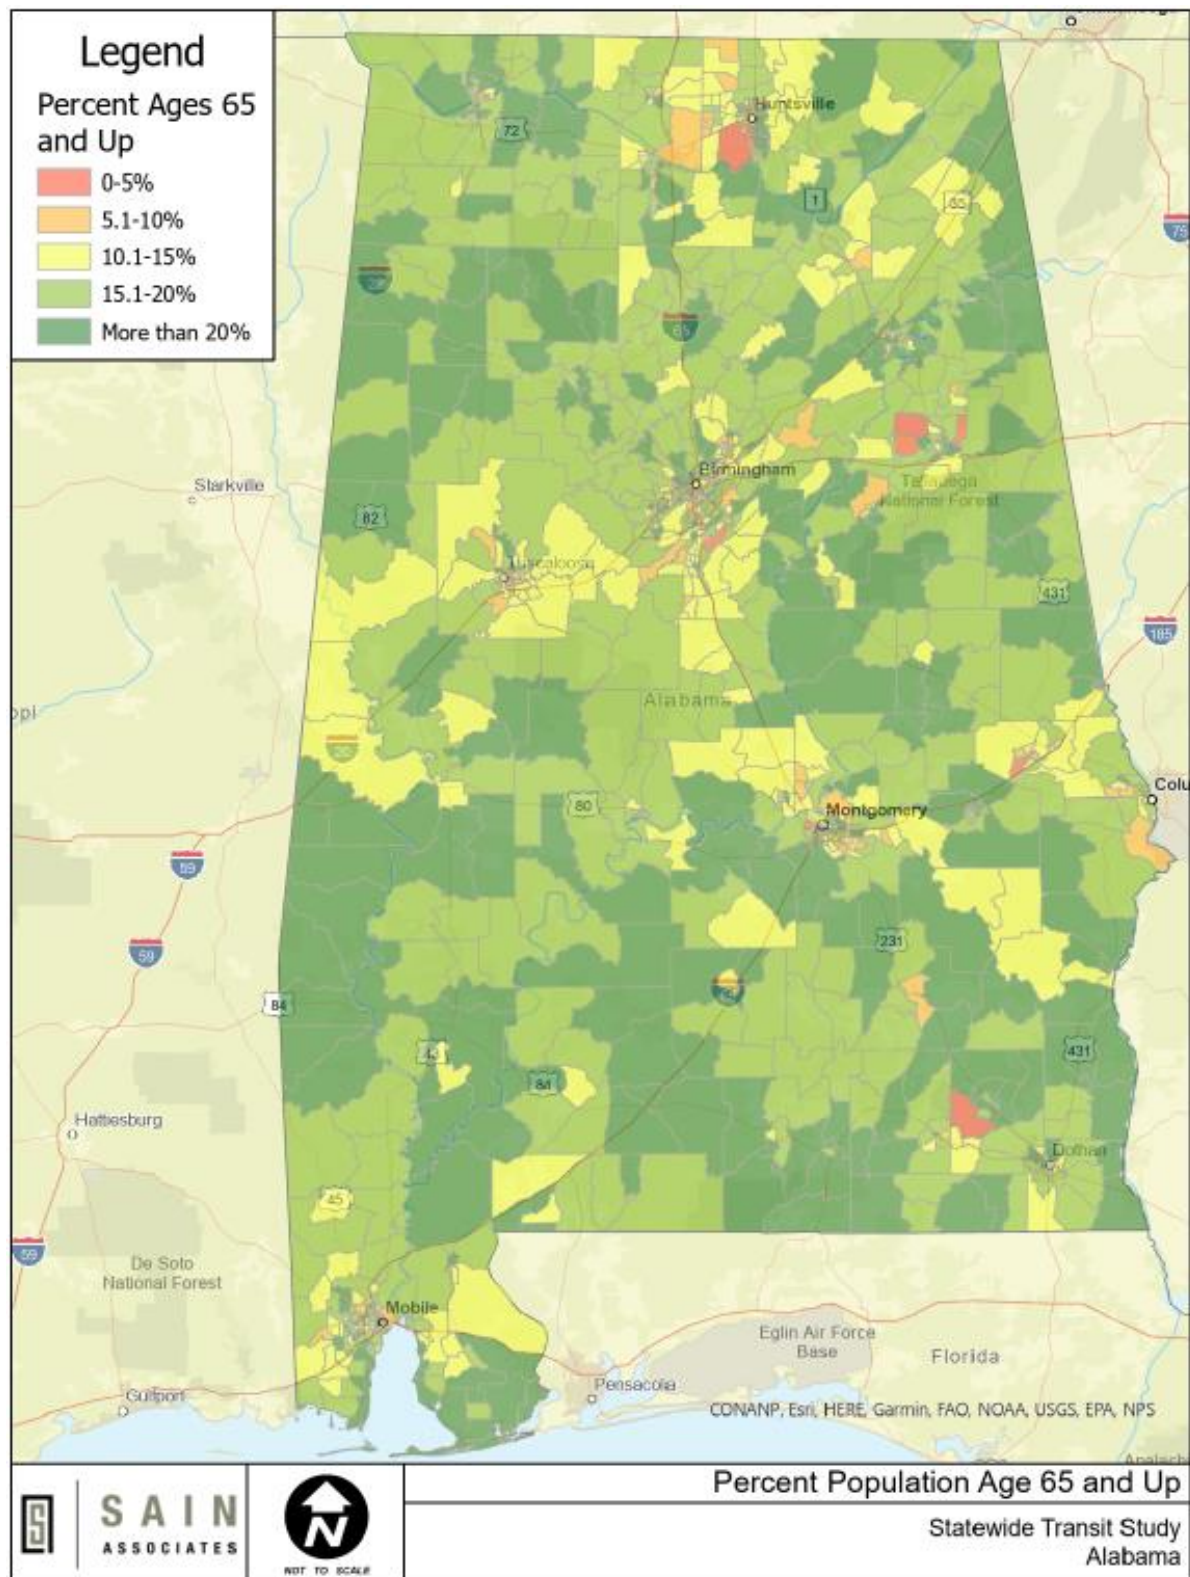 Legend
Percent Ages 65
and Up
0-5%
5.1-10%
10.1-15%
15.1-20%
More than 20%
Huntsville
72
1
75
65
Birmingham
Talladega
National Forest
Starkville
82
Tuscaloosa
431
185
Alabama
80
Montgomery
Colu
59
59
231
84
43
84
431
Hattiesburg
Dothan
45
59
De Soto
National Forest
Mobile
Eglin Air Force
Base
Florida
Pensacola
Gulfport
CONANP, Esri, HERE, Garmin, FAO, NOAA, USGS, EPA, NPS
SAIN
ASSOCIATES
N
NOT TO SCALE
Percent Population Age 65 and Up
Statewide Transit Study
Alabama